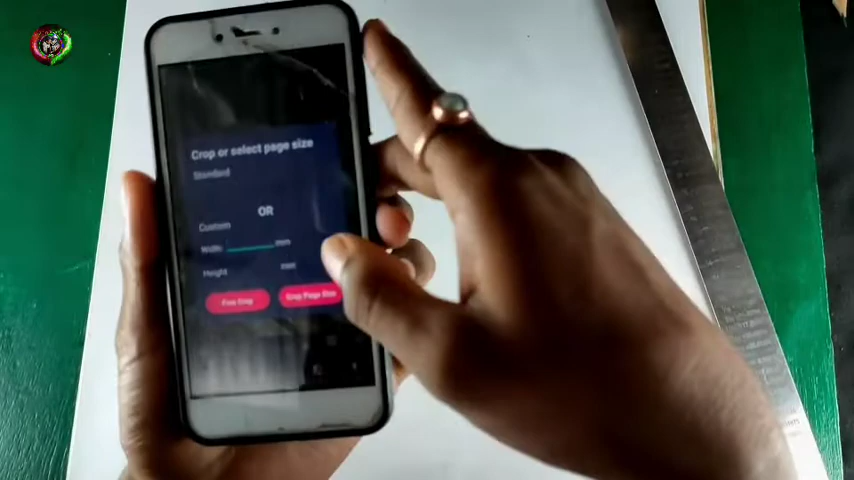 Crop or select page size
Standard
OR
Custom
Width mm
Height mm
Free Crop
Crop Page Size